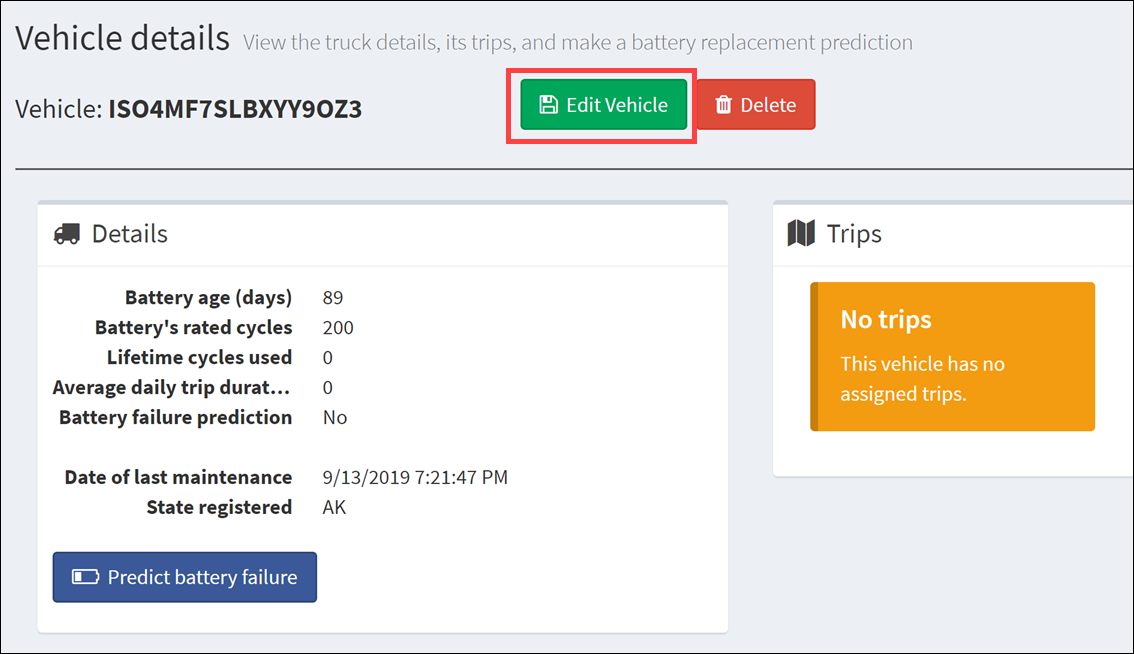 Vehicle details View the truck details, its trips, and make a battery replacement prediction
Vehicle: ISO4MF7SLBXYY9OZ3
Edit Vehicle
Delete
Details
Battery age (days) 89
Battery's rated cycles 200
Lifetime cycles used 0
Average daily trip durat... 0
Battery failure prediction No
Date of last maintenance 9/13/2019 7:21:47 PM
State registered AK
Predict battery failure
Trips
No trips
This vehicle has no
assigned trips.